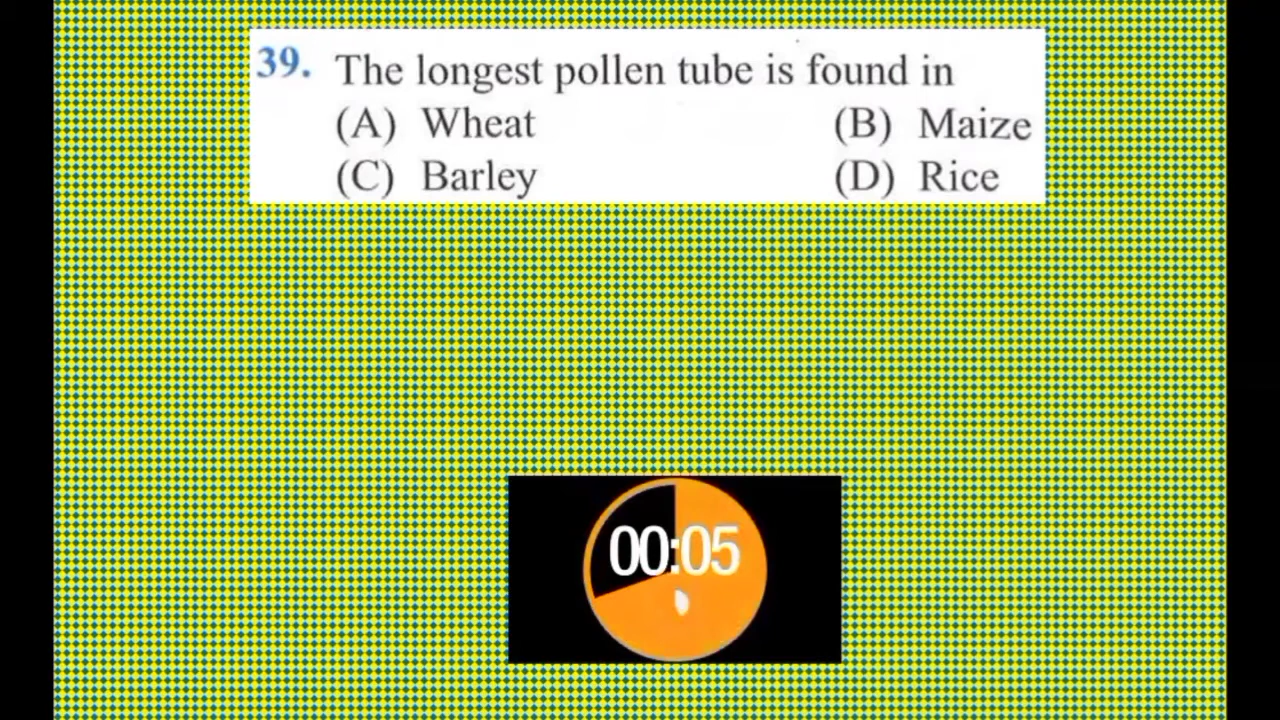 39. The longest pollen tube is found in
(A) Wheat (B) Maize
(C) Barley (D) Rice
00:05